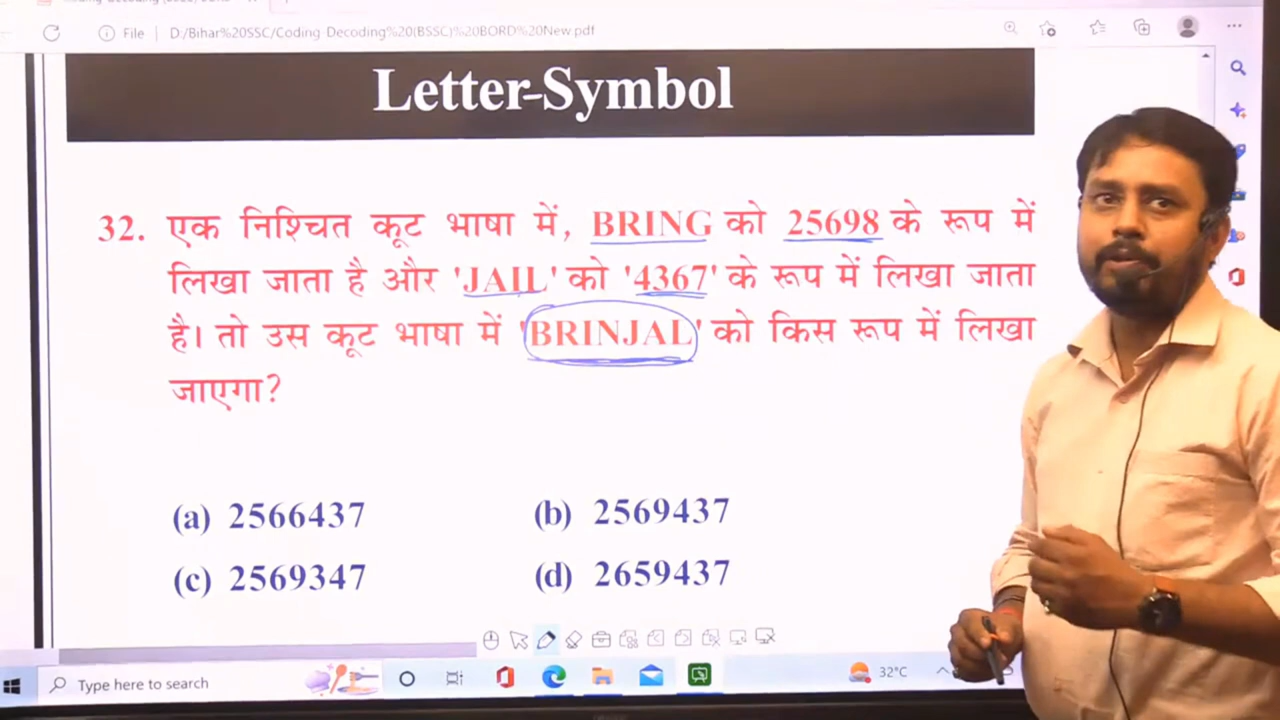 File
D:/Bihar%20SSC/Coding-Decoding%20(BSSC)%20BORD%20New.pdf
Letter-Symbol
32. एक निश्चित कूट भाषा में, BRING को 25698 के रूप में
लिखा जाता है और 'JAIL' को '4367' के रूप में लिखा जाता
है। तो उस कूट भाषा में 'BRINJAL' को किस रूप में लिखा
जाएगा?
(a) 2566437 (b) 2569437
(c) 2569347 (d) 2659437
Type here to search
32°C